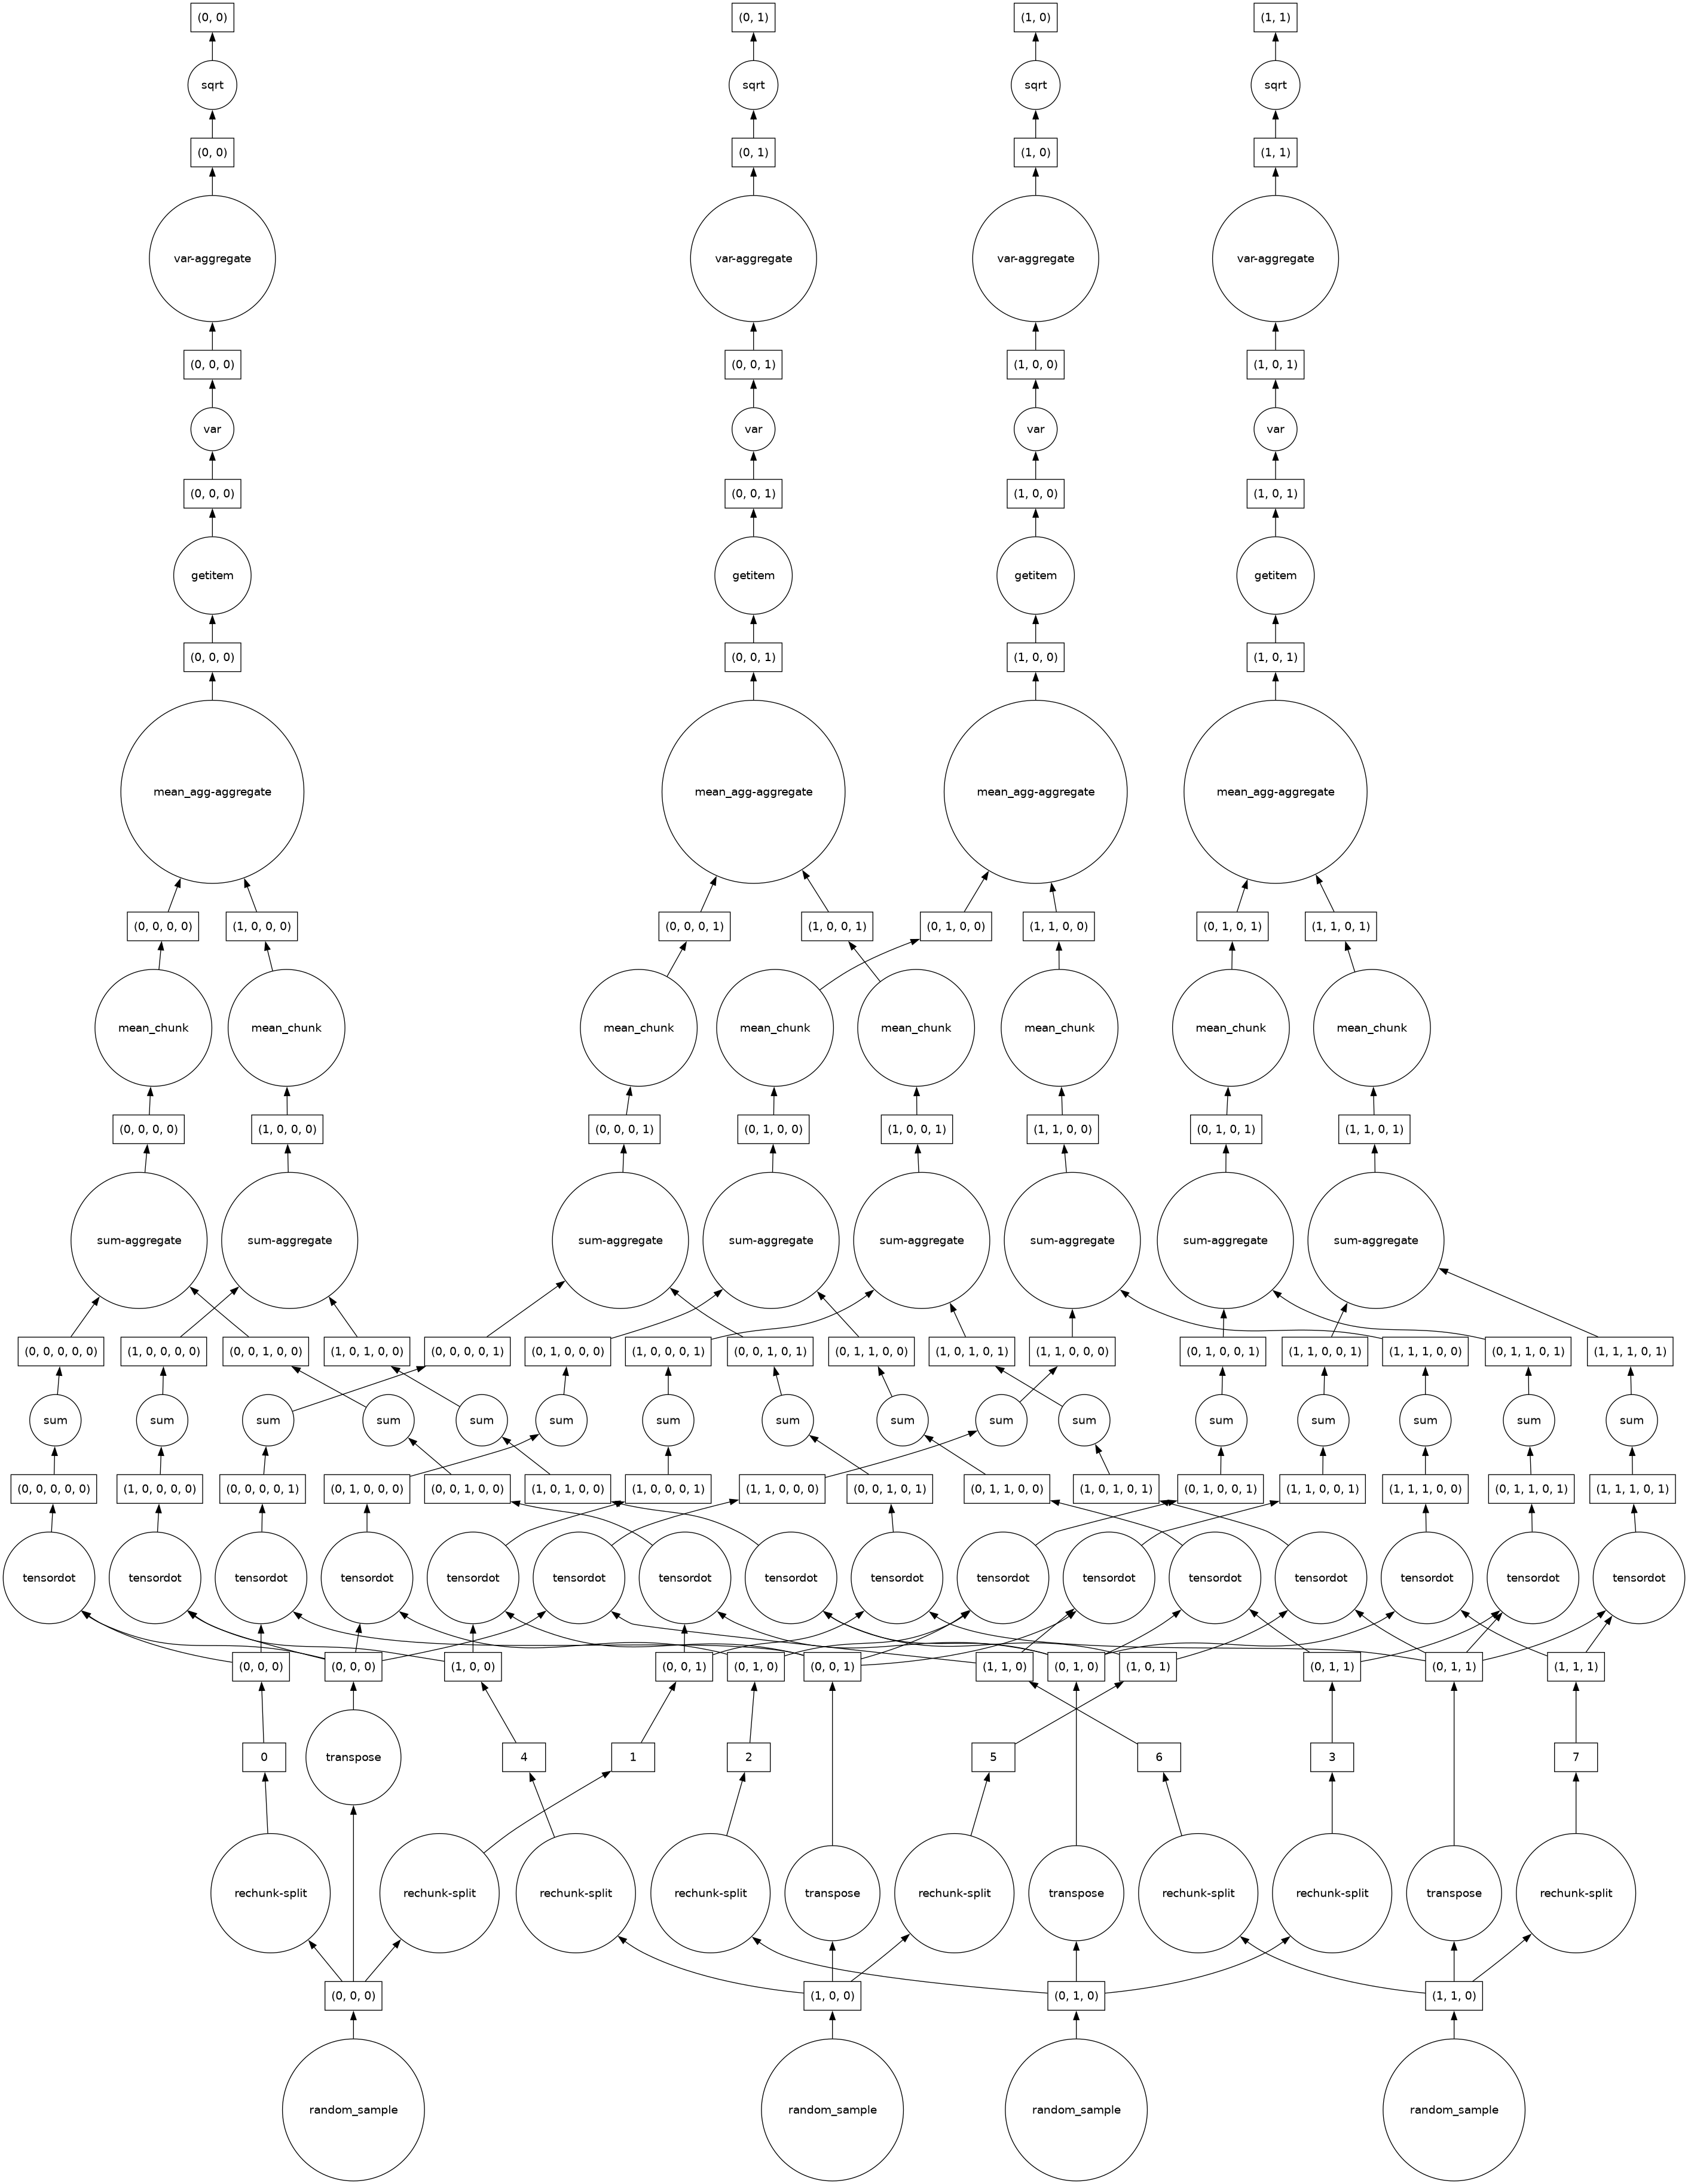 (0, 0) (0, 1) (1, 0) (1, 1)
sqrt sqrt sqrt sqrt
(0, 0) (0, 1) (1, 0) (1, 1)
var-aggregate var-aggregate var-aggregate var-aggregate
(0, 0, 0) (0, 0, 1) (1, 0, 0) (1, 0, 1)
var var var var
(0, 0, 0) (0, 0, 1) (1, 0, 0) (1, 0, 1)
getitem getitem getitem getitem
(0, 0, 0) (0, 0, 1) (1, 0, 0) (1, 0, 1)
mean_agg-aggregate mean_agg-aggregate mean_agg-aggregate mean_agg-aggregate
(0, 0, 0, 0) (1, 0, 0, 0) (0, 0, 0, 1) (1, 0, 0, 1) (0, 1, 0, 0) (1, 1, 0, 0) (0, 1, 0, 1) (1, 1, 0, 1)
mean_chunk mean_chunk mean_chunk mean_chunk mean_chunk mean_chunk mean_chunk mean_chunk
(0, 0, 0, 0) (1, 0, 0, 0) (0, 0, 0, 1) (0, 1, 0, 0) (1, 0, 0, 1) (1, 1, 0, 0) (0, 1, 0, 1) (1, 1, 0, 1)
sum-aggregate sum-aggregate sum-aggregate sum-aggregate sum-aggregate sum-aggregate sum-aggregate sum-aggregate
(0, 0, 0, 0, 0) (1, 0, 0, 0, 0) (0, 0, 1, 0, 0) (1, 0, 1, 0, 0) (0, 0, 0, 0, 1) (0, 1, 0, 0, 0) (1, 0, 0, 0, 1) (0, 0, 1, 0, 1) (0, 1, 1, 0, 0) (1, 0, 1, 0, 1) (1, 1, 0, 0, 0) (0, 1, 0, 0, 1) (1, 1, 0, 0, 1) (1, 1, 1, 0, 0) (0, 1, 1, 0, 1) (1, 1, 1, 0, 1)
sum sum sum sum sum sum sum sum sum sum sum sum sum sum sum sum
(0, 0, 0, 0, 0) (1, 0, 0, 0, 0) (0, 0, 0, 0, 1) (0, 1, 0, 0, 0) (0, 0, 1, 0, 0) (1, 0, 1, 0, 0) (1, 0, 0, 0, 1) (1, 1, 0, 0, 0) (0, 0, 1, 0, 1) (0, 1, 1, 0, 0) (1, 0, 1, 0, 1) (0, 1, 0, 0, 1) (1, 1, 0, 0, 1) (1, 1, 1, 0, 0) (0, 1, 1, 0, 1) (1, 1, 1, 0, 1)
tensordot tensordot tensordot tensordot tensordot tensordot tensordot tensordot tensordot tensordot tensordot tensordot tensordot tensordot tensordot tensordot
(0, 0, 0) (0, 0, 0) (1, 0, 0) (0, 0, 1) (0, 1, 0) (0, 0, 1) (1, 1, 0) (0, 1, 0) (1, 0, 1) (0, 1, 1) (0, 1, 1) (1, 1, 1)
0 transpose 4 1 2 5 6 3 7
rechunk-split rechunk-split rechunk-split rechunk-split transpose rechunk-split transpose rechunk-split rechunk-split transpose rechunk-split
(0, 0, 0) (1, 0, 0) (0, 1, 0) (1, 1, 0)
random_sample random_sample random_sample random_sample